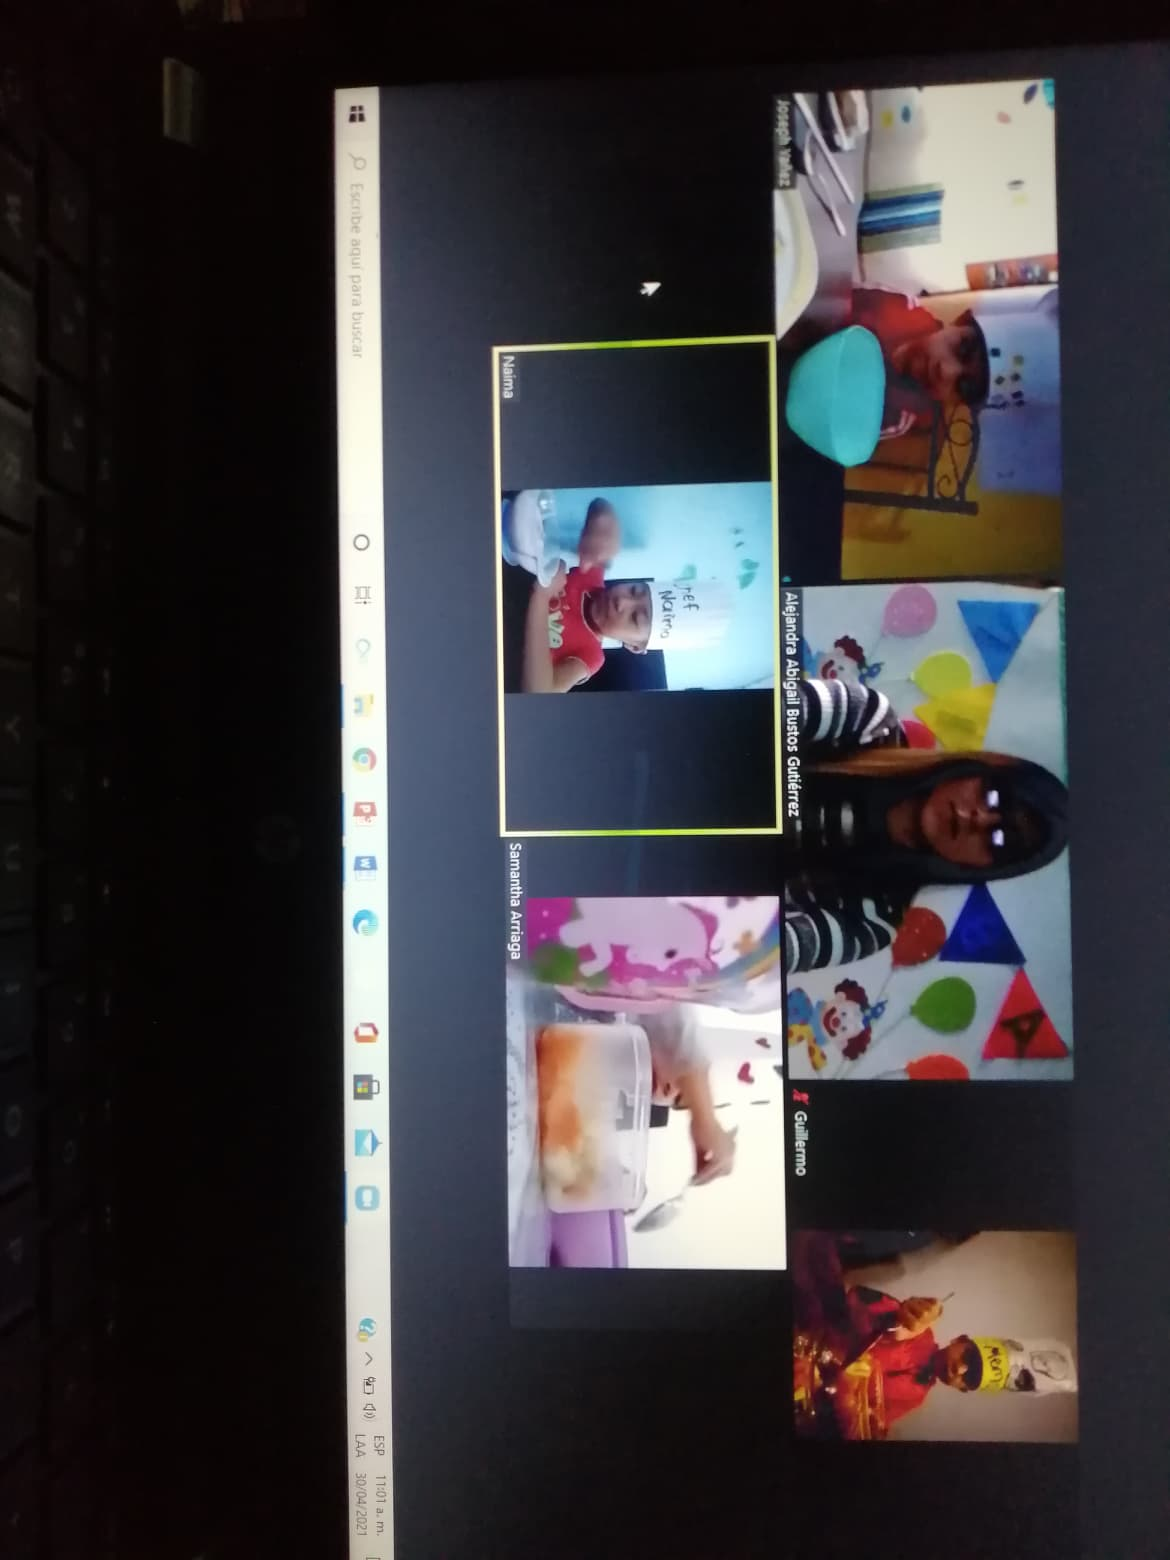 Joseph Yañez
Alejandra Abigail Bustos Gutiérrez
Guillermo
Memo
A
Naima
Chef
Naima
Samantha Arriaga
Escribe aquí para buscar
ESP
LAA
11:01 a. m.
30/04/2021